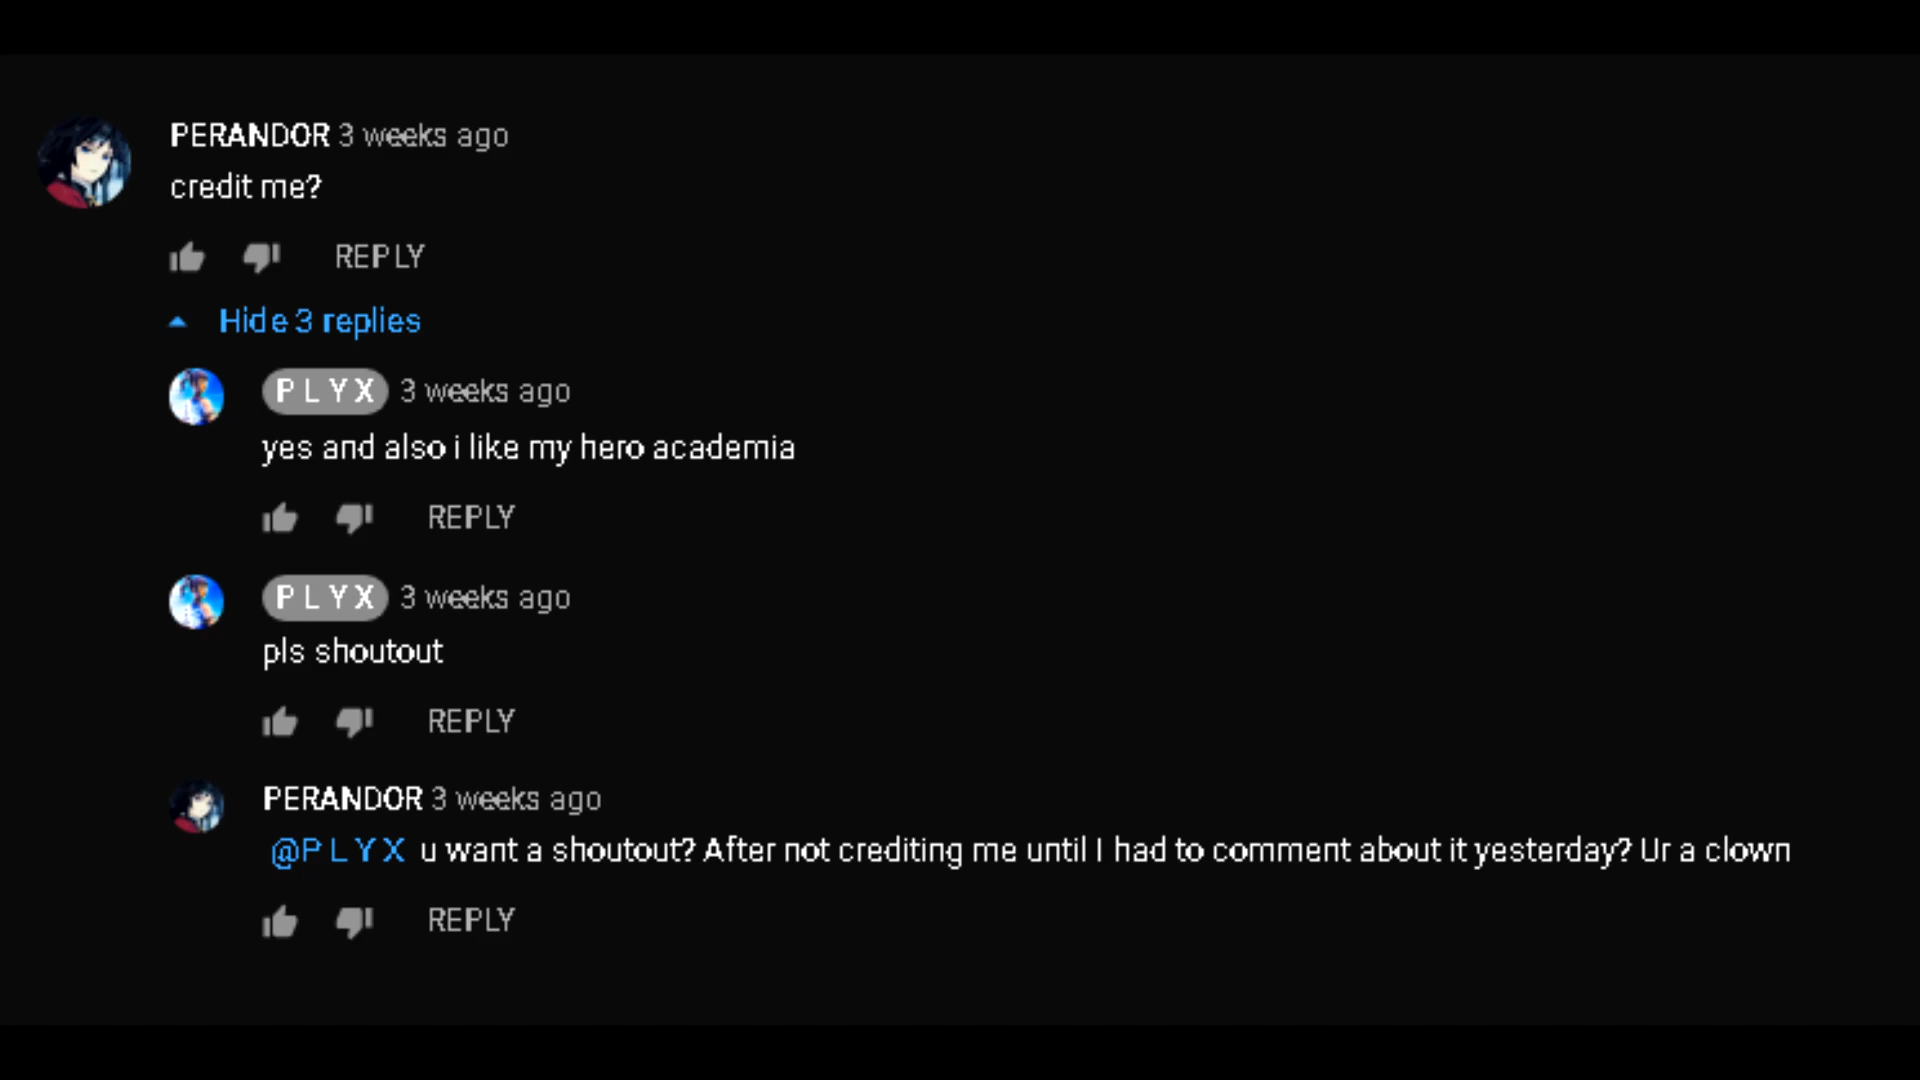 PERANDOR 3 weeks ago
credit me?
REPLY
Hide 3 replies
P L Y X 3 weeks ago
yes and also i like my hero academia
REPLY
P L Y X 3 weeks ago
pls shoutout
REPLY
PERANDOR 3 weeks ago
@P L Y X u want a shoutout? After not crediting me until I had to comment about it yesterday? Ur a clown
REPLY